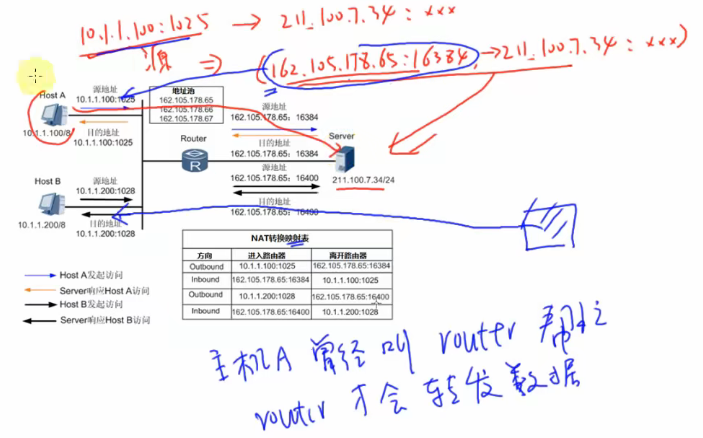 10.1.1.100:1025 → 211.100.7.34 : ×××
源 ⇒ (162.105.178.65:16384 → 211.100.7.34 : ×××)
Host A
源地址
10.1.1.100:1025
目的地址
10.1.1.100:1025
10.1.1.100/8
地址池
162.105.178.65
162.105.178.66
162.105.178.67
Router
R
源地址
162.105.178.65：16384
目的地址
162.105.178.65：16384
源地址
162.105.178.65：16400
目的地址
162.105.178.65：16400
Server
211.100.7.34/24
Host B
源地址
10.1.1.200:1028
目的地址
10.1.1.200:1028
10.1.1.200/8
NAT转换映射表
方向 进入路由器 离开路由器
Outbound 10.1.1.100:1025 162.105.178.65:16384
Inbound 162.105.178.65:16384 10.1.1.100:1025
Outbound 10.1.1.200:1028 162.105.178.65:16400
Inbound 162.105.178.65:16400 10.1.1.200:1028
Host A发起访问
Server响应Host A访问
Host B发起访问
Server响应Host B访问
主机A 曾经 叫 router 帮忙
router 才会 转发数据